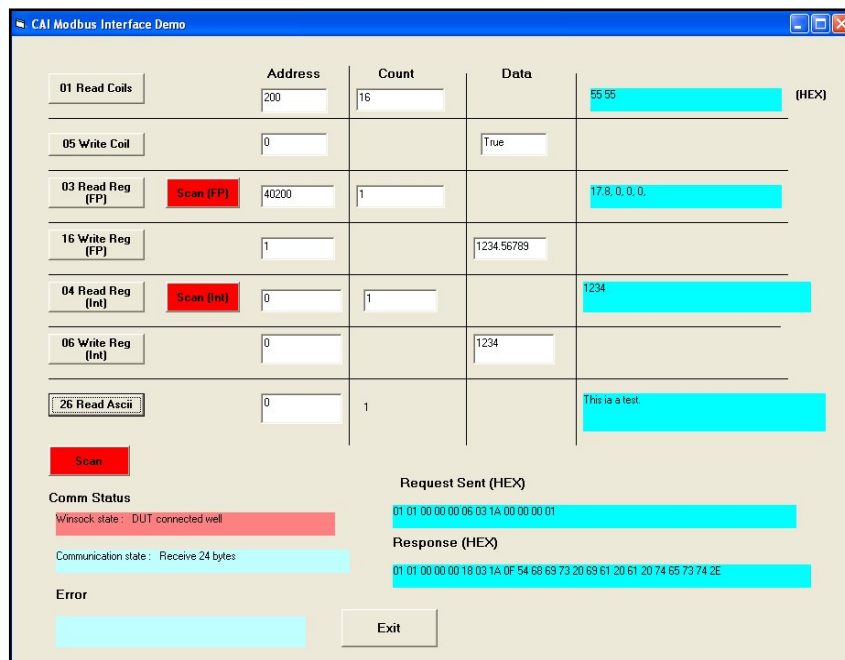 CAI Modbus Interface Demo
Address Count Data
01 Read Coils 200 16 55 55 (HEX)
05 Write Coil 0 True
03 Read Reg (FP) Scan (FP) 40200 1 17.8, 0, 0, 0,
16 Write Reg (FP) 1 1234.56789
04 Read Reg (Int) Scan (Int) 0 1 1234
06 Write Reg (Int) 0 1234
26 Read Ascii 0 1 This ia a test.
Scan
Request Sent (HEX)
Comm Status
01 01 00 00 00 06 03 1A 00 00 00 01
Winsock state : DUT connected well
Response (HEX)
Communication state : Receive 24 bytes
01 01 00 00 00 18 03 1A 0F 54 68 69 73 20 69 61 20 61 20 74 65 73 74 2E
Error
Exit